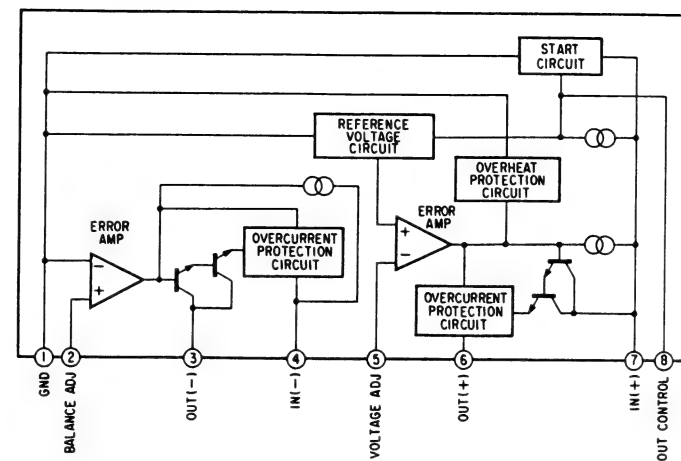 START
CIRCUIT
REFERENCE
VOLTAGE
CIRCUIT
OVERHEAT
PROTECTION
CIRCUIT
ERROR
AMP
ERROR
AMP
+
−
−
+
OVERCURRENT
PROTECTION
CIRCUIT
OVERCURRENT
PROTECTION
CIRCUIT
1 2 3 4 5 6 7 8
GND
BALANCE ADJ
OUT(−)
IN(−)
VOLTAGE ADJ
OUT(+)
IN(+)
OUT CONTROL